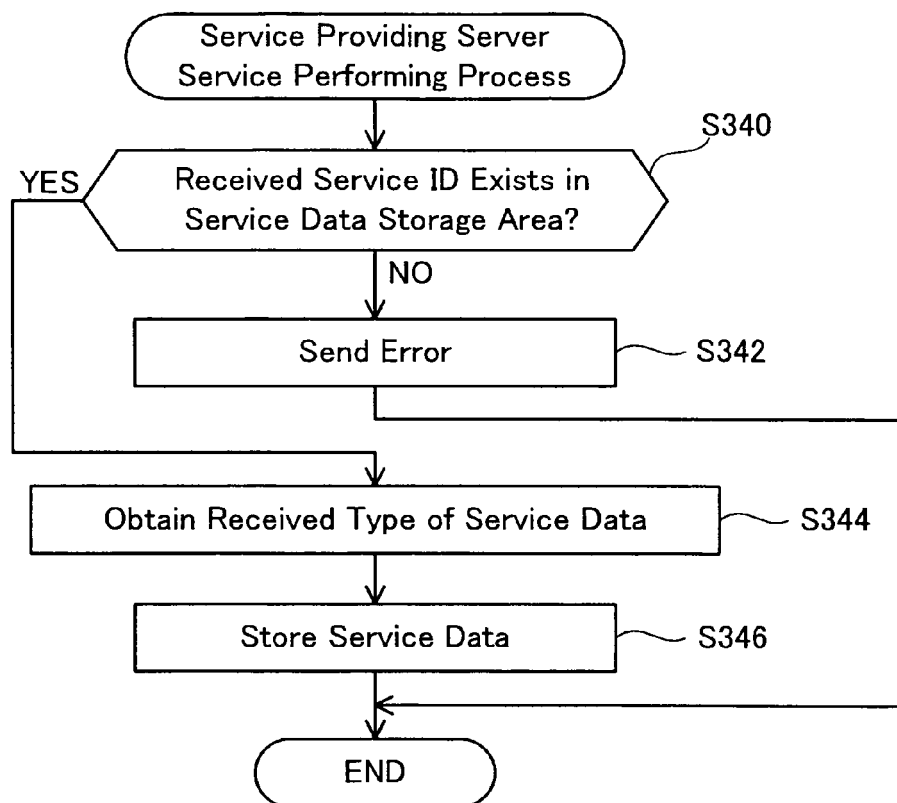 Service Providing Server
Service Performing Process
S340
YES
Received Service ID Exists in
Service Data Storage Area?
NO
Send Error
S342
Obtain Received Type of Service Data
S344
Store Service Data
S346
END